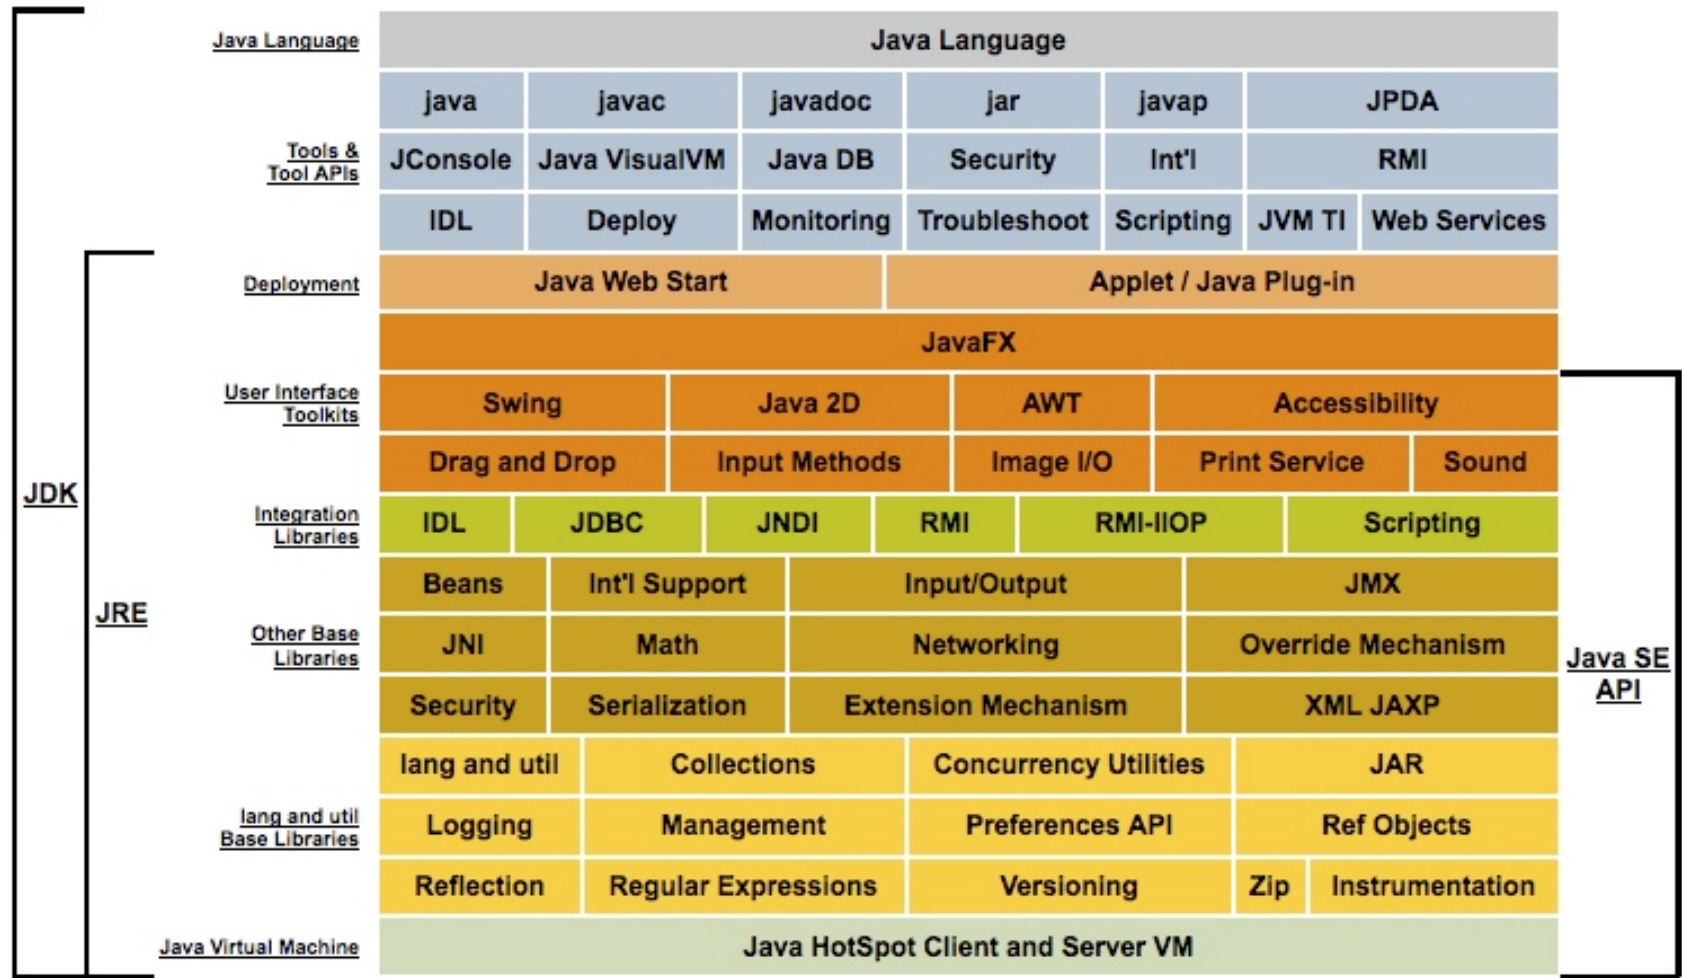 Java Language
Java Language
java javac javadoc jar javap JPDA
Tools &
Tool APIs
JConsole Java VisualVM Java DB Security Int'l RMI
IDL Deploy Monitoring Troubleshoot Scripting JVM TI Web Services
Deployment
Java Web Start Applet / Java Plug-in
JavaFX
User Interface
Toolkits
Swing Java 2D AWT Accessibility
Drag and Drop Input Methods Image I/O Print Service Sound
JDK
Integration
Libraries
IDL JDBC JNDI RMI RMI-IIOP Scripting
Beans Int'l Support Input/Output JMX
JRE
Other Base
Libraries
JNI Math Networking Override Mechanism
Java SE
API
Security Serialization Extension Mechanism XML JAXP
lang and util Collections Concurrency Utilities JAR
lang and util
Base Libraries
Logging Management Preferences API Ref Objects
Reflection Regular Expressions Versioning Zip Instrumentation
Java Virtual Machine
Java HotSpot Client and Server VM